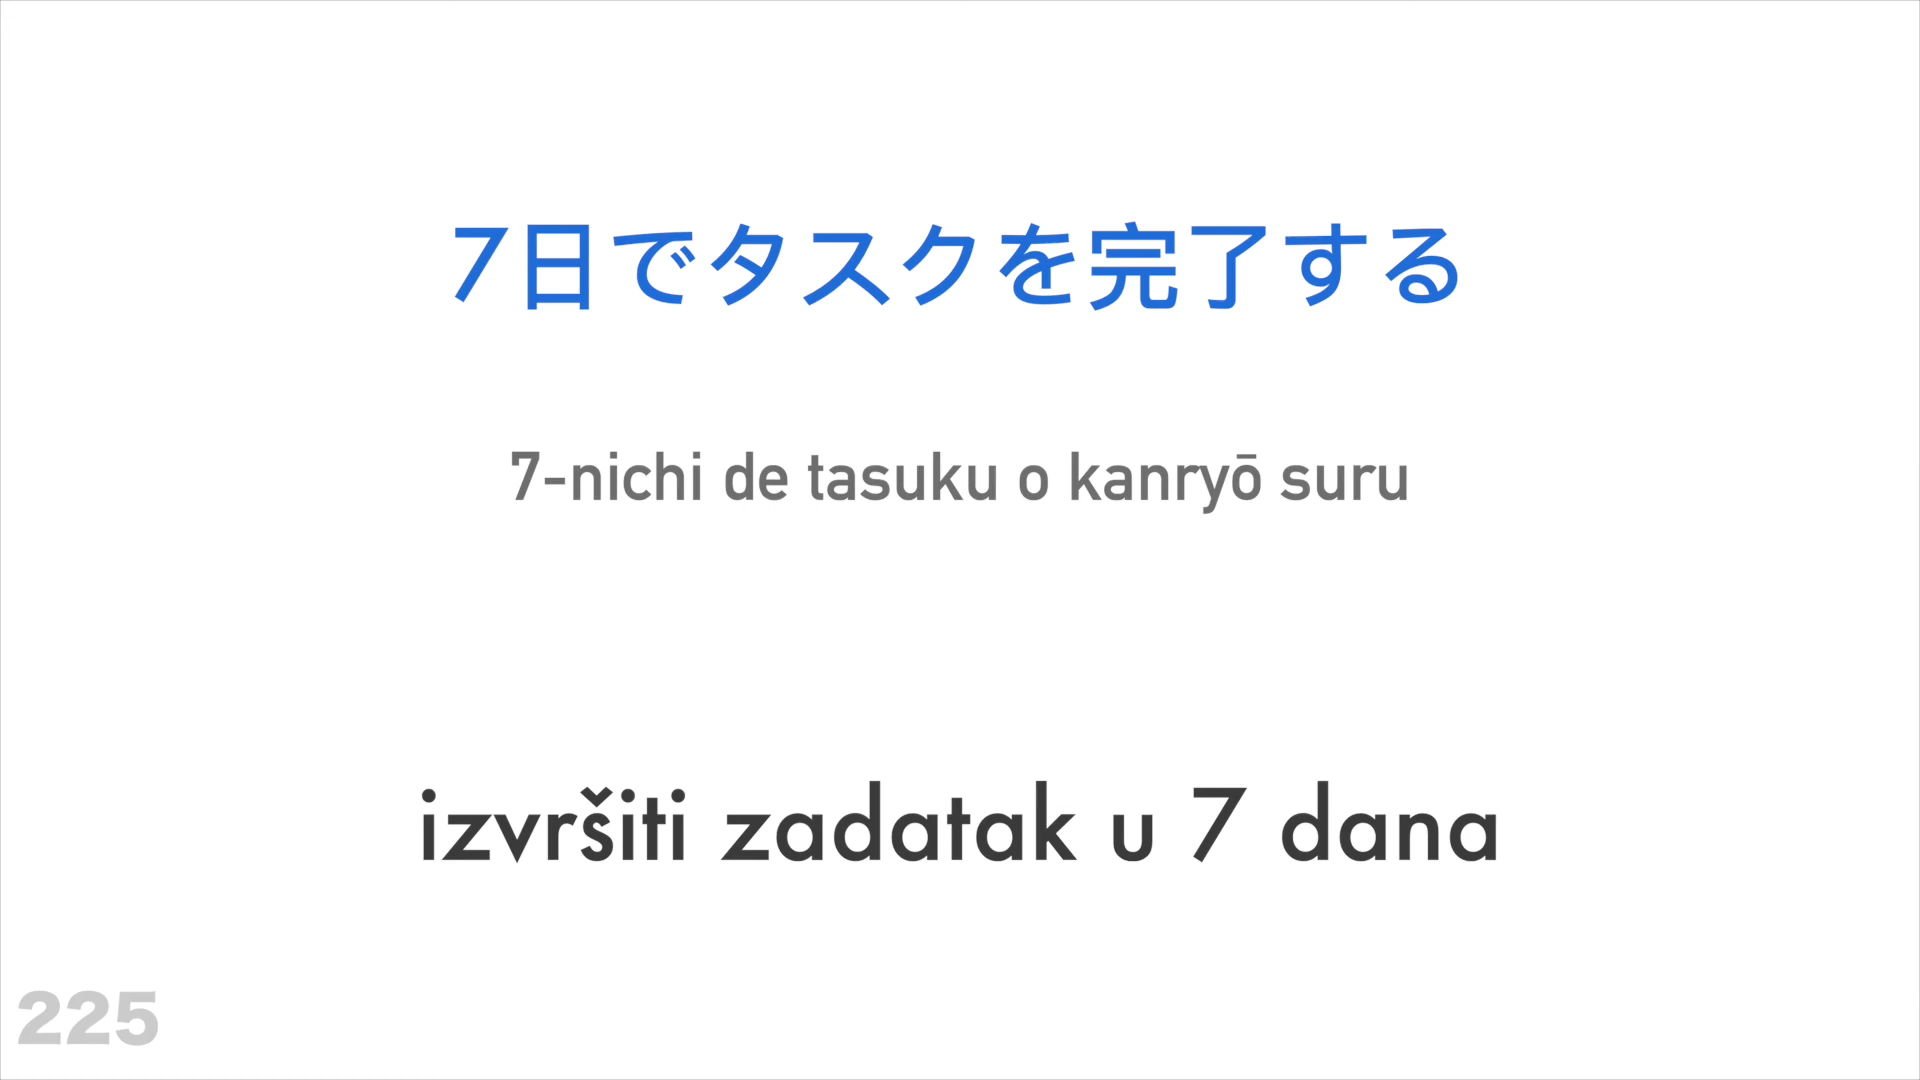 7日でタスクを完了する
7-nichi de tasuku o kanryō suru
izvršiti zadatak u 7 dana
225